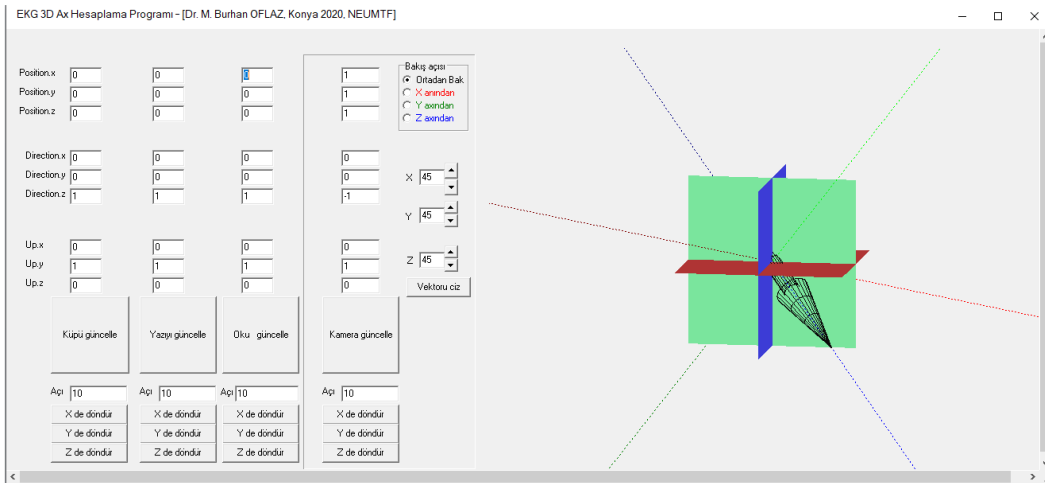 EKG 3D Ax Hesaplama Programı - [Dr. M. Burhan OFLAZ, Konya 2020, NEUMTF]
Position.x 0 0 0 1
Position.y 0 0 0 1
Position.z 0 0 0 1
Bakış açısı
Ortadan Bak
X anından
Y axından
Z axından
Direction.x 0 0 0 0
Direction.y 0 0 0 0
Direction.z 1 1 1 -1
X 45
Y 45
Z 45
Up.x 0 0 0 0
Up.y 1 1 1 1
Up.z 0 0 0 0
Vektoru ciz
Küpü güncelle Yazıyı güncelle Oku güncelle Kamera güncelle
Açı 10 Açı 10 Açı 10 Açı 10
X de döndür X de döndür X de döndür X de döndür
Y de döndür Y de döndür Y de döndür Y de döndür
Z de döndür Z de döndür Z de döndür Z de döndür